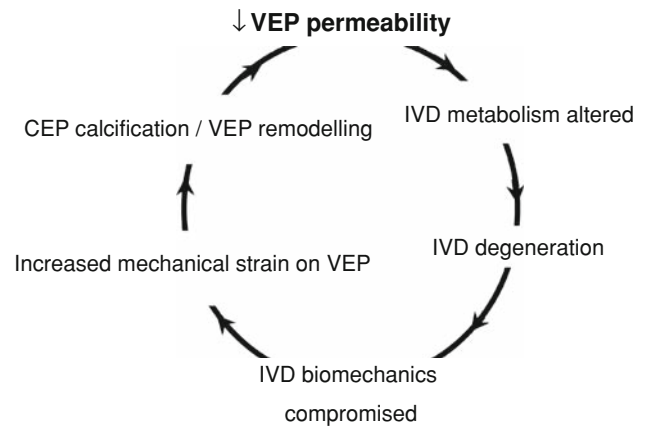 ↓ VEP permeability
IVD metabolism altered
CEP calcification / VEP remodelling
IVD degeneration
Increased mechanical strain on VEP
IVD biomechanics
compromised